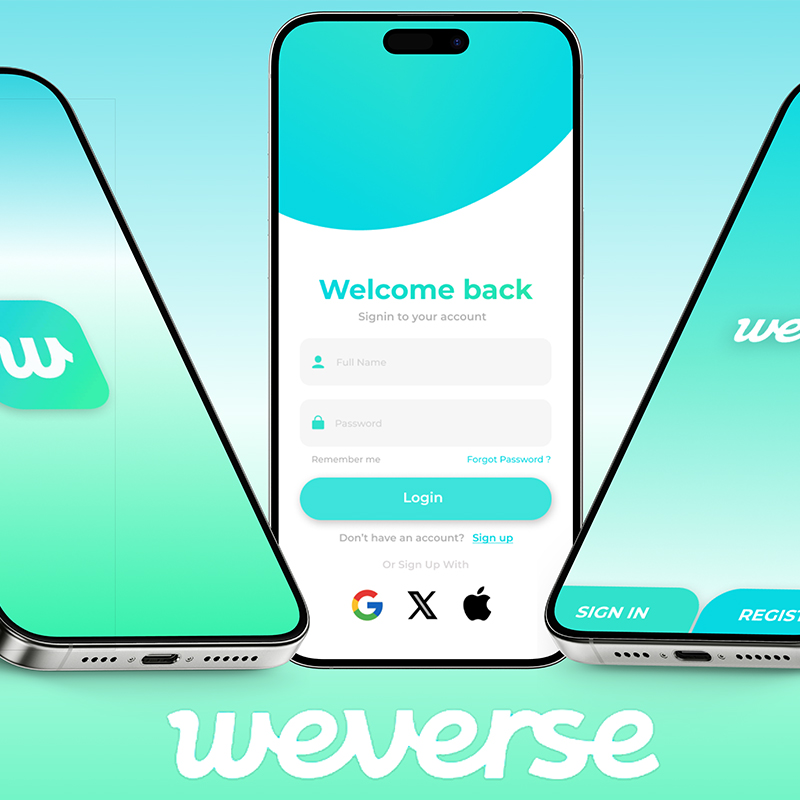 w
Welcome back
Signin to your account
Full Name
Password
Remember me
Forgot Password ?
Login
Don't have an account? Sign up
Or Sign Up With
we
SIGN IN
REGIST
weverse